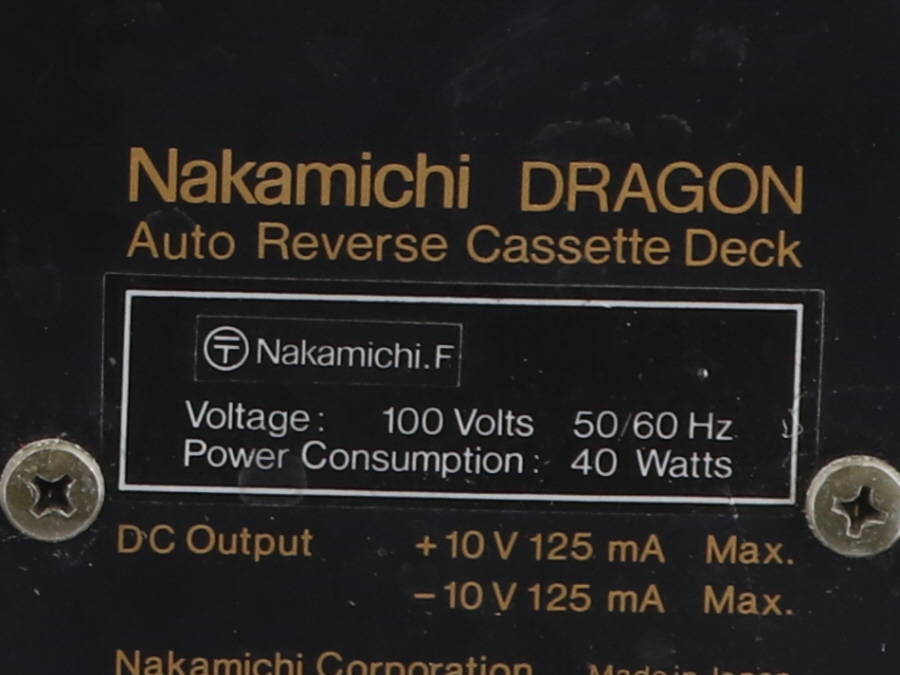 Nakamichi DRAGON
Auto Reverse Cassette Deck
Nakamichi.F
Voltage: 100 Volts 50/60 Hz
Power Consumption: 40 Watts
DC Output +10 V 125 mA Max.
−10 V 125 mA Max.
Nakamichi Corporation Made in Japan